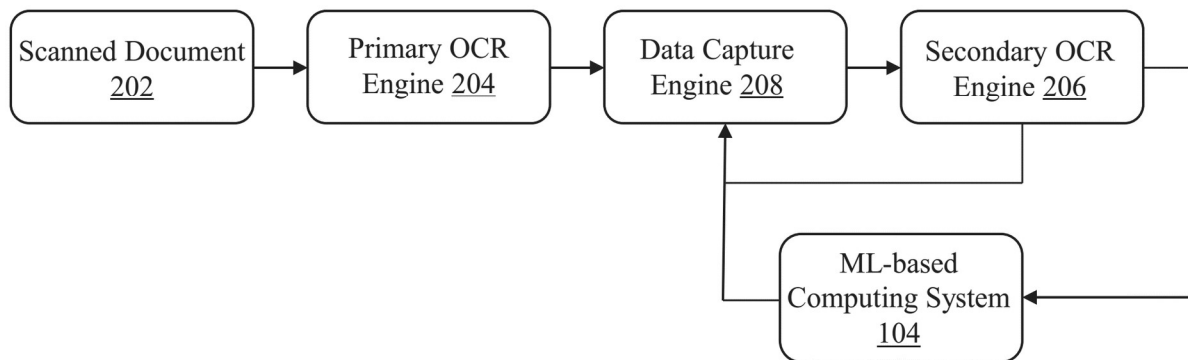 Scanned Document
202
Primary OCR
Engine 204
Data Capture
Engine 208
Secondary OCR
Engine 206
ML-based
Computing System
104